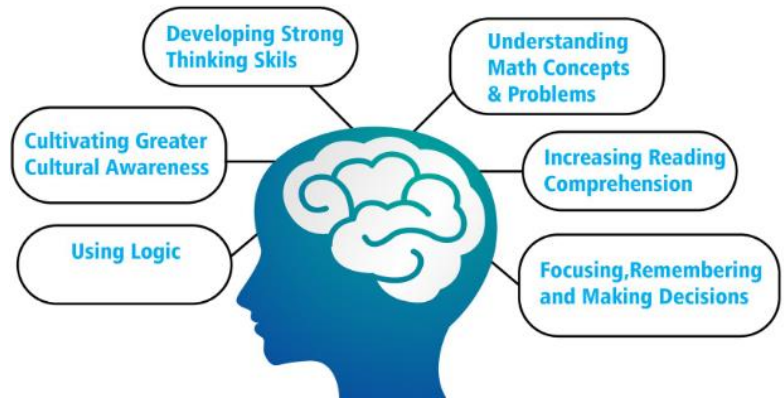 Developing Strong
Thinking Skils
Understanding
Math Concepts
& Problems
Cultivating Greater
Cultural Awareness
Increasing Reading
Comprehension
Using Logic
Focusing,Remembering
and Making Decisions